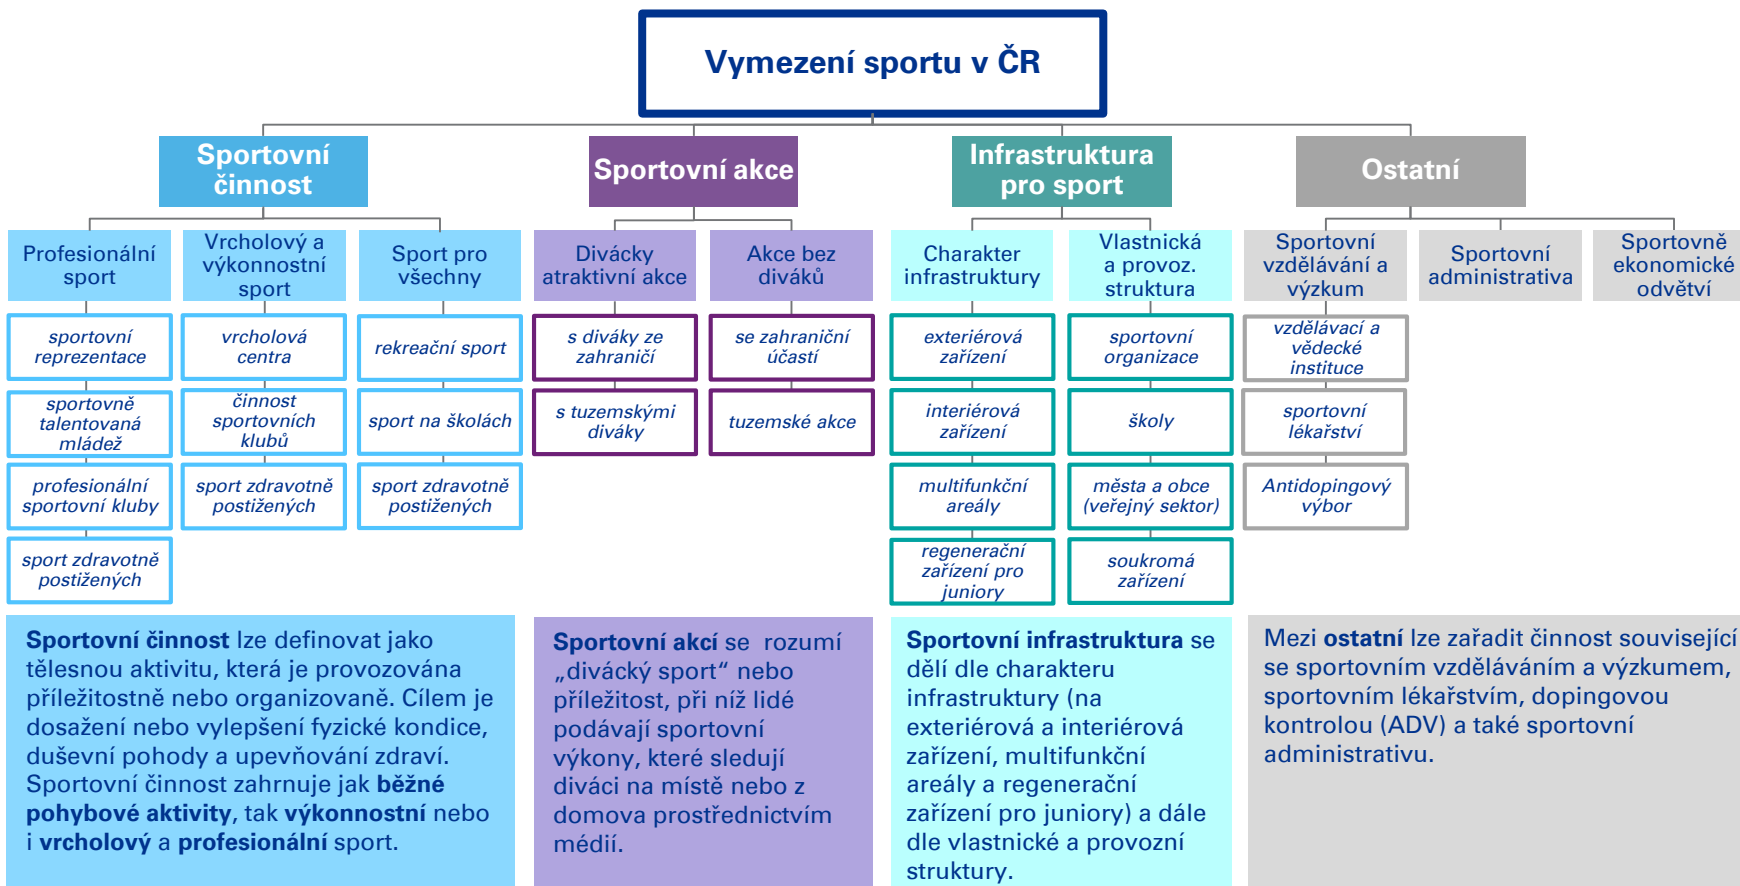 Vymezení sportu v ČR
Sportovní
činnost
Sportovní akce
Infrastruktura
pro sport
Ostatní
Profesionální
sport
Vrcholový a
výkonnostní
sport
Sport pro
všechny
Divácky
atraktivní akce
Akce bez
diváků
Charakter
infrastruktury
Vlastnická
a provoz.
struktura
Sportovní
vzdělávání a
výzkum
Sportovní
administrativa
Sportovně
ekonomické
odvětví
sportovní
reprezentace
vrcholová
centra
rekreační sport
s diváky ze
zahraničí
se zahraniční
účastí
exteriérová
zařízení
sportovní
organizace
vzdělávací a
vědecké
instituce
sportovně
talentovaná
mládež
činnost
sportovních
klubů
sport na školách
s tuzemskými
diváky
tuzemské akce
interiérová
zařízení
školy
sportovní
lékařství
profesionální
sportovní kluby
sport zdravotně
postižených
sport zdravotně
postižených
multifunkční
areály
města a obce
(veřejný sektor)
Antidopingový
výbor
sport zdravotně
postižených
regenerační
zařízení pro
juniory
soukromá
zařízení
Sportovní činnost lze definovat jako
tělesnou aktivitu, která je provozována
příležitostně nebo organizovaně. Cílem je
dosažení nebo vylepšení fyzické kondice,
duševní pohody a upevňování zdraví.
Sportovní činnost zahrnuje jak běžné
pohybové aktivity, tak výkonnostní nebo
i vrcholový a profesionální sport.
Sportovní akcí se rozumí
„divácký sport“ nebo
příležitost, při níž lidé
podávají sportovní
výkony, které sledují
diváci na místě nebo z
domova prostřednictvím
médií.
Sportovní infrastruktura se
dělí dle charakteru
infrastruktury (na
exteriérová a interiérová
zařízení, multifunkční
areály a regenerační
zařízení pro juniory) a dále
dle vlastnické a provozní
struktury.
Mezi ostatní lze zařadit činnost související
se sportovním vzděláváním a výzkumem,
sportovním lékařstvím, dopingovou
kontrolou (ADV) a také sportovní
administrativu.